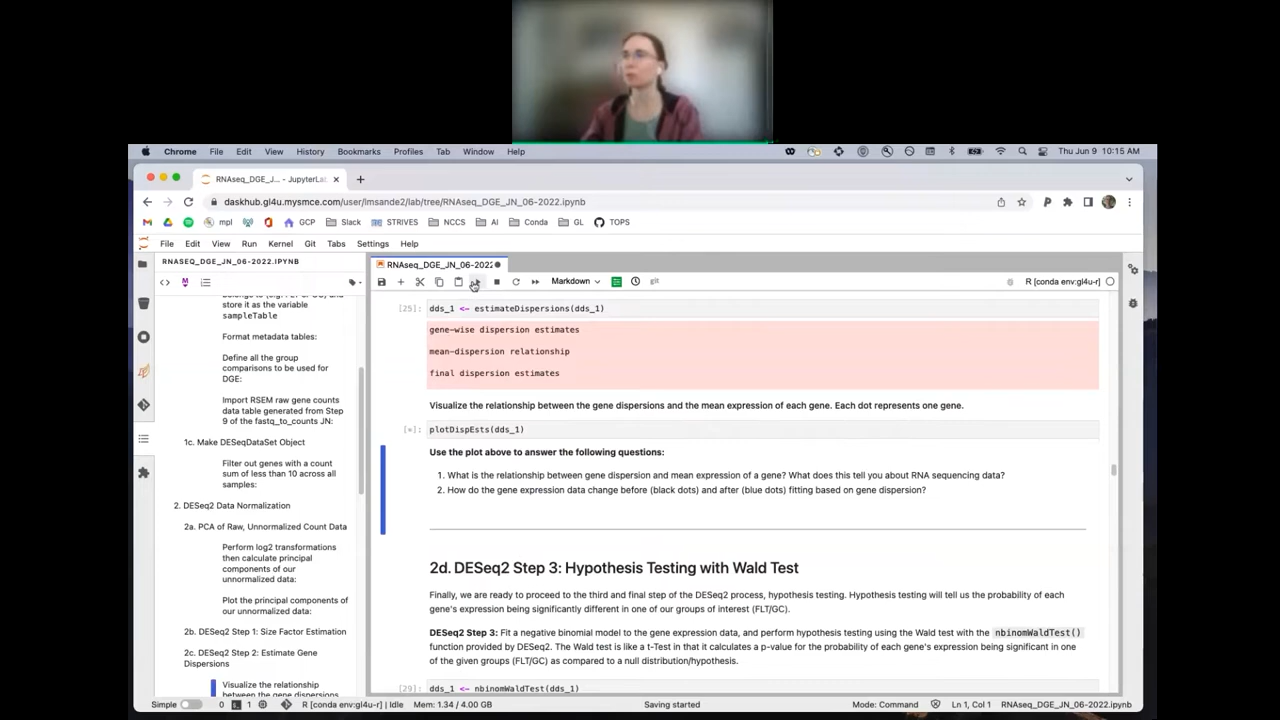 Chrome File Edit View History Bookmarks Profiles Tab Window Help Thu Jun 9 10:15 AM
RNAseq_DGE_J... - JupyterLa
daskhub.gl4u.mysmce.com/user/lmsande2/lab/tree/RNAseq_DGE_JN_06-2022.ipynb
mpl GCP Slack STRIVES NCCS AI Conda GL TOPS
File Edit View Run Kernel Git Tabs Settings Help
RNASEQ_DGE_JN_06-2022.IPYNB
store it as the variable
sampleTable
Format metadata tables:
Define all the group
comparisons to be used for
DGE:
Import RSEM raw gene counts
data table generated from Step
9 of the fastq_to_counts JN:
1c. Make DESeqDataSet Object
Filter out genes with a count
sum of less than 10 across all
samples:
2. DESeq2 Data Normalization
2a. PCA of Raw, Unnormalized Count Data
Perform log2 transformations
then calculate principal
components of our
unnormalized data:
Plot the principal components
of our unnormalized data:
2b. DESeq2 Step 1: Size Factor Estimation
2c. DESeq2 Step 2: Estimate Gene
Dispersions
Visualize the relationship
between the gene dispersions
RNAseq_DGE_JN_06-2022
Markdown git R [conda env:gl4u-r]
[25]: dds_1 <- estimateDispersions(dds_1)
gene-wise dispersion estimates
mean-dispersion relationship
final dispersion estimates
Visualize the relationship between the gene dispersions and the mean expression of each gene. Each dot represents one gene.
[*]: plotDispEsts(dds_1)
Use the plot above to answer the following questions:
1. What is the relationship between gene dispersion and mean expression of a gene? What does this tell you about RNA sequencing data?
2. How do the gene expression data change before (black dots) and after (blue dots) fitting based on gene dispersion?
2d. DESeq2 Step 3: Hypothesis Testing with Wald Test
Finally, we are ready to proceed to the third and final step of the DESeq2 process, hypothesis testing. Hypothesis testing will tell us the probability of each
gene's expression being significantly different in one of our groups of interest (FLT/GC).
DESeq2 Step 3: Fit a negative binomial model to the gene expression data, and perform hypothesis testing using the Wald test with the nbinomWaldTest()
function provided by DESeq2. The Wald test is like a t-Test in that it calculates a p-value for the probability of each gene's expression being significant in one
of the given groups (FLT/GC) as compared to a null distribution/hypothesis.
[29]: dds_1 <- nbinomWaldTest(dds_1)
Simple 0 1 R [conda env:gl4u-r] | Idle Mem: 1.34 / 4.00 GB Saving started Mode: Command Ln 1, Col 1 RNAseq_DGE_JN_06-2022.ipynb